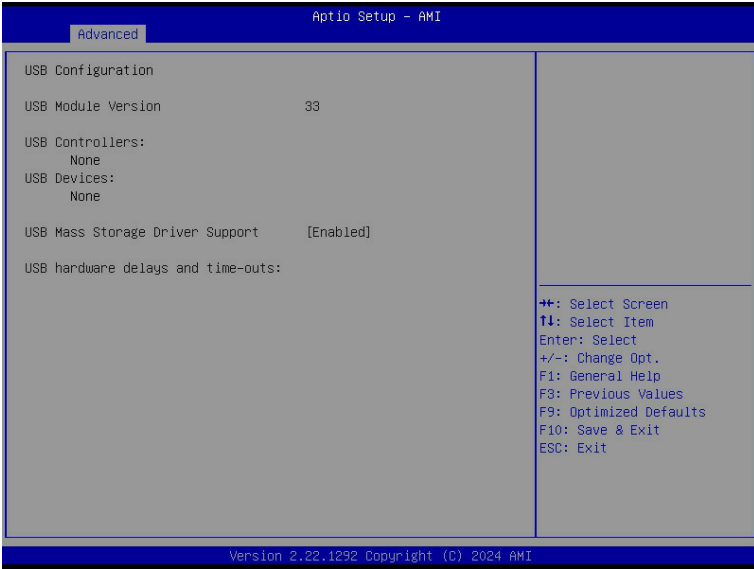 Aptio Setup – AMI
Advanced
USB Configuration
USB Module Version 33
USB Controllers:
None
USB Devices:
None
USB Mass Storage Driver Support [Enabled]
USB hardware delays and time-outs:
→←: Select Screen
↑↓: Select Item
Enter: Select
+/-: Change Opt.
F1: General Help
F3: Previous Values
F9: Optimized Defaults
F10: Save & Exit
ESC: Exit
Version 2.22.1292 Copyright (C) 2024 AMI